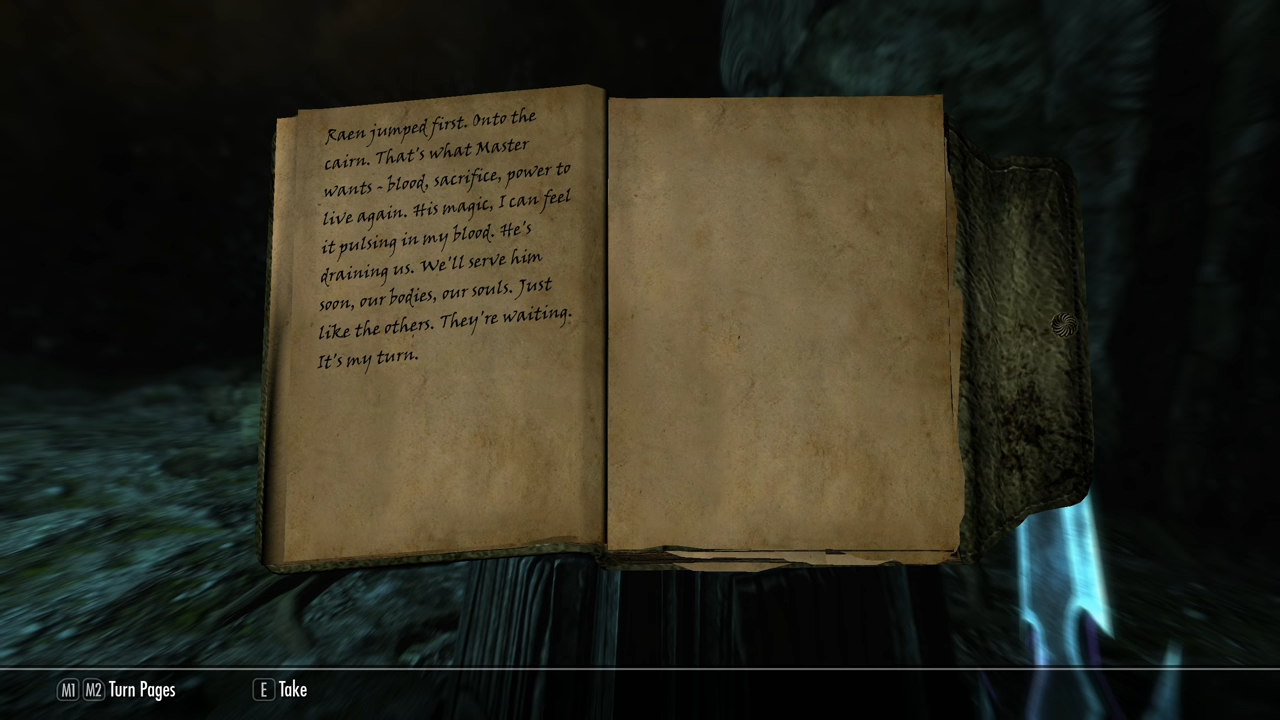 Raen jumped first. Onto the
cairn. That's what Master
wants - blood, sacrifice, power to
live again. His magic, I can feel
it pulsing in my blood. He's
draining us. We'll serve him
soon, our bodies, our souls. Just
like the others. They're waiting.
It's my turn.
M1 M2 Turn Pages
E Take